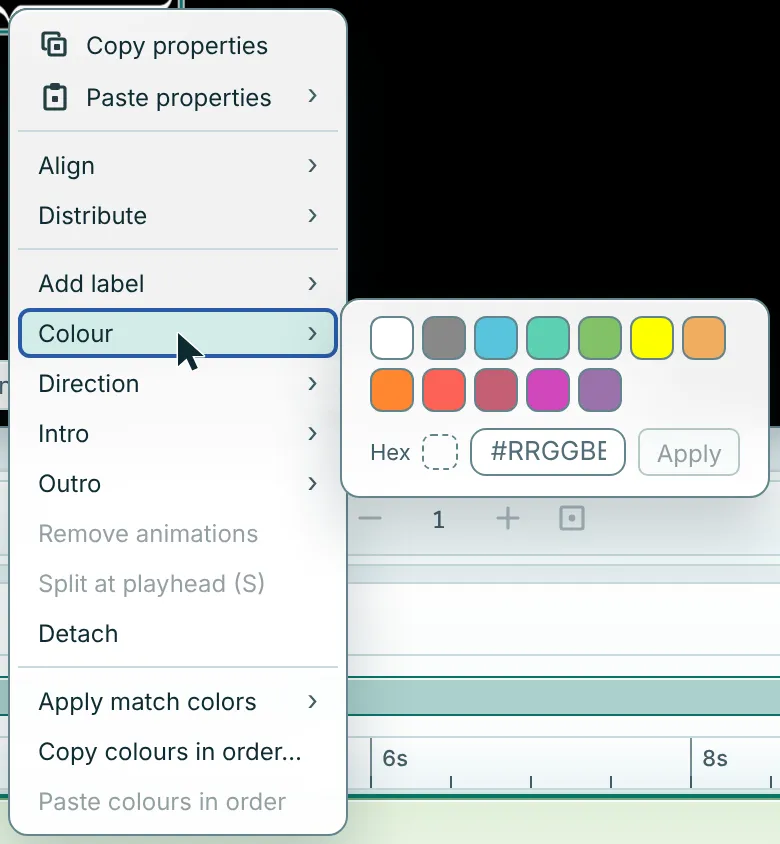 Copy properties
Paste properties
Align
Distribute
Add label
Colour
Direction
Intro
Outro
Remove animations
Split at playhead (S)
Detach
Apply match colors
Copy colours in order...
Paste colours in order
Hex #RRGGBB Apply
1
6s 8s